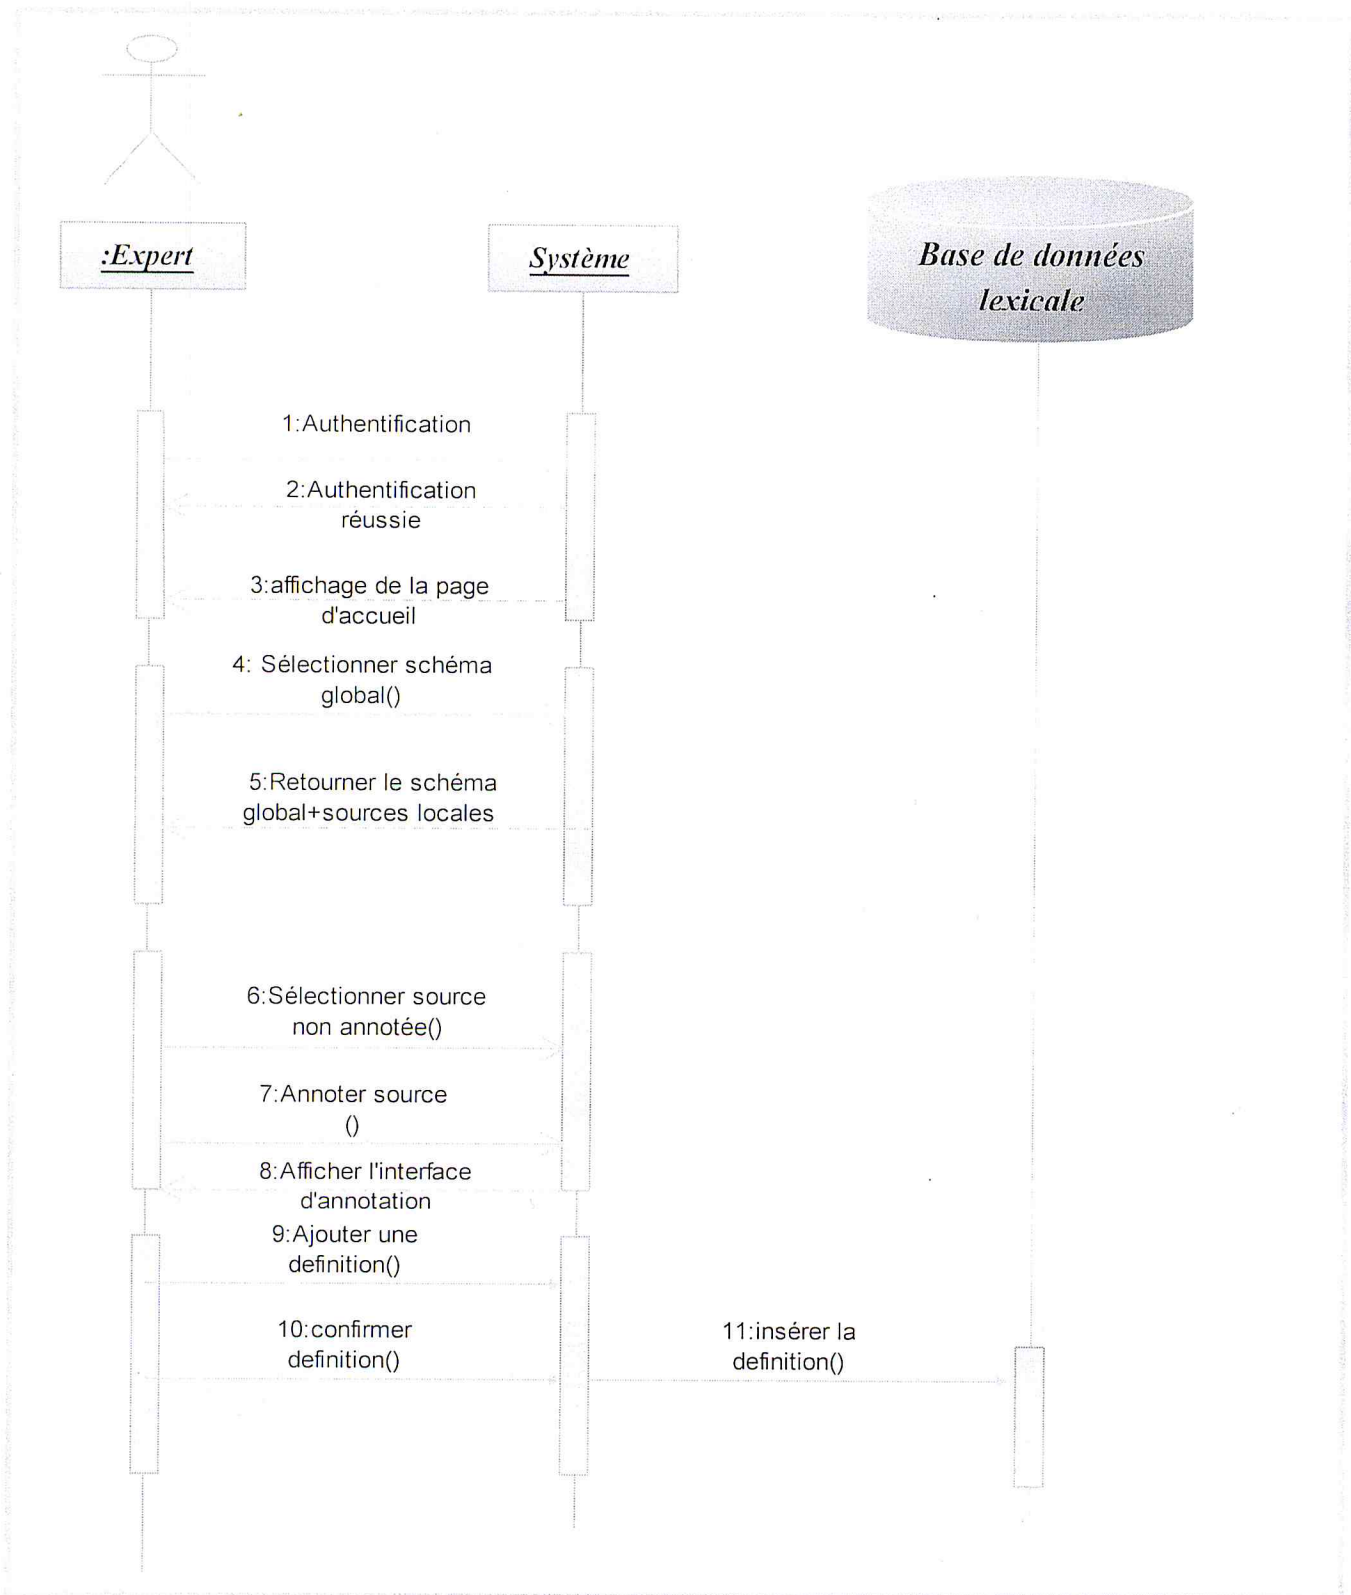 :Expert
Système
Base de données
lexicale
1:Authentification
2:Authentification
réussie
3:affichage de la page
d'accueil
4: Sélectionner schéma
global()
5:Retourner le schéma
global+sources locales
6:Sélectionner source
non annotée()
7:Annoter source
()
8:Afficher l'interface
d'annotation
9:Ajouter une
definition()
10:confirmer
definition()
11:insérer la
definition()